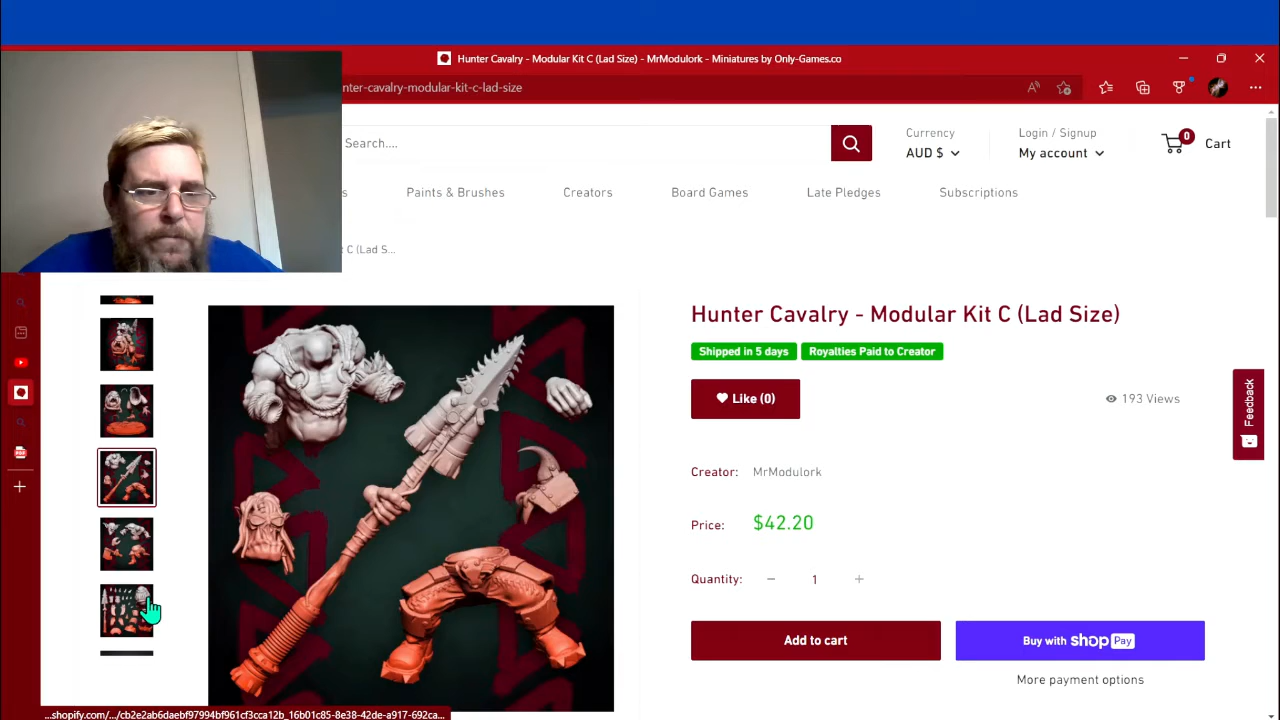 Hunter Cavalry - Modular Kit C (Lad Size) - MrModulork - Miniatures by Only-Games.co
nter-cavalry-modular-kit-c-lad-size
Search....
Currency
AUD $
Login / Signup
My account
0
Cart
s
Paints & Brushes
Creators
Board Games
Late Pledges
Subscriptions
t C (Lad S...
Hunter Cavalry - Modular Kit C (Lad Size)
Shipped in 5 days
Royalties Paid to Creator
Like (0)
193 Views
Feedback
Creator: MrModulork
Price: $42.20
Quantity: − 1 +
Add to cart
Buy with shop Pay
More payment options
PDF
...shopify.com/.../cb2e2ab6daebf97994bf961cf3cca12b_16b01c85-8e38-42de-a917-692ca...